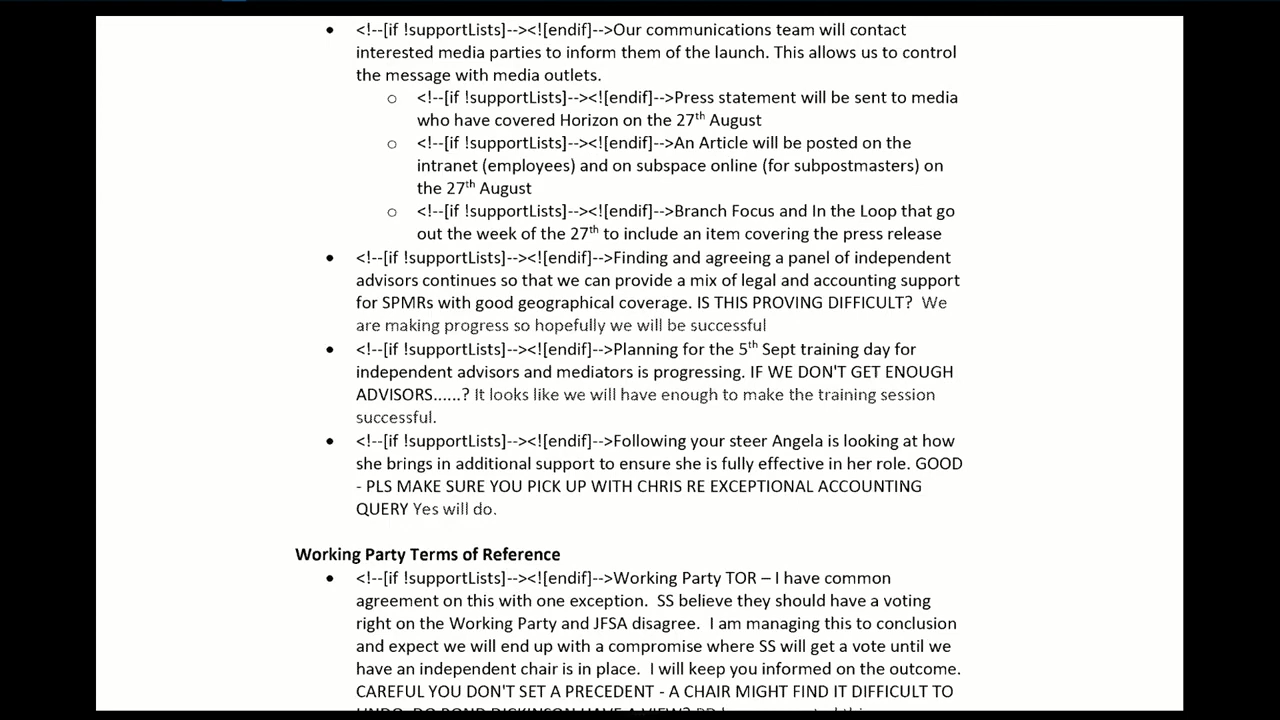 • <!--[if !supportLists]--><![endif]-->Our communications team will contact
interested media parties to inform them of the launch. This allows us to control
the message with media outlets.
o <!--[if !supportLists]--><![endif]-->Press statement will be sent to media
who have covered Horizon on the 27th August
o <!--[if !supportLists]--><![endif]-->An Article will be posted on the
intranet (employees) and on subspace online (for subpostmasters) on
the 27th August
o <!--[if !supportLists]--><![endif]-->Branch Focus and In the Loop that go
out the week of the 27th to include an item covering the press release
• <!--[if !supportLists]--><![endif]-->Finding and agreeing a panel of independent
advisors continues so that we can provide a mix of legal and accounting support
for SPMRs with good geographical coverage. IS THIS PROVING DIFFICULT?  We
are making progress so hopefully we will be successful
• <!--[if !supportLists]--><![endif]-->Planning for the 5th Sept training day for
independent advisors and mediators is progressing. IF WE DON'T GET ENOUGH
ADVISORS......? It looks like we will have enough to make the training session
successful.
• <!--[if !supportLists]--><![endif]-->Following your steer Angela is looking at how
she brings in additional support to ensure she is fully effective in her role. GOOD
- PLS MAKE SURE YOU PICK UP WITH CHRIS RE EXCEPTIONAL ACCOUNTING
QUERY Yes will do.
Working Party Terms of Reference
• <!--[if !supportLists]--><![endif]-->Working Party TOR – I have common
agreement on this with one exception.  SS believe they should have a voting
right on the Working Party and JFSA disagree.  I am managing this to conclusion
and expect we will end up with a compromise where SS will get a vote until we
have an independent chair is in place.  I will keep you informed on the outcome.
CAREFUL YOU DON'T SET A PRECEDENT - A CHAIR MIGHT FIND IT DIFFICULT TO